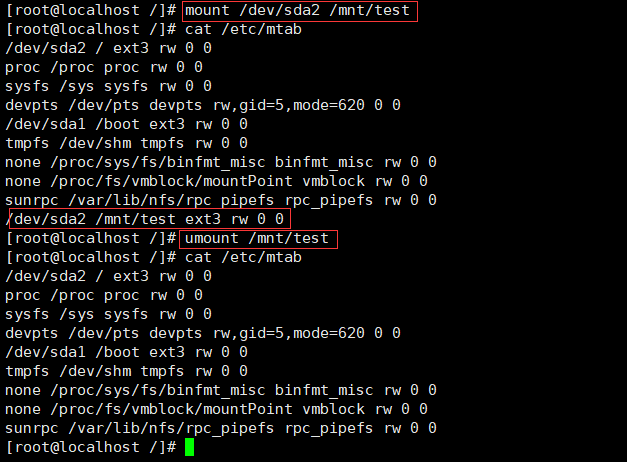 [root@localhost /]# mount /dev/sda2 /mnt/test
[root@localhost /]# cat /etc/mtab
/dev/sda2 / ext3 rw 0 0
proc /proc proc rw 0 0
sysfs /sys sysfs rw 0 0
devpts /dev/pts devpts rw,gid=5,mode=620 0 0
/dev/sda1 /boot ext3 rw 0 0
tmpfs /dev/shm tmpfs rw 0 0
none /proc/sys/fs/binfmt_misc binfmt_misc rw 0 0
none /proc/fs/vmblock/mountPoint vmblock rw 0 0
sunrpc /var/lib/nfs/rpc_pipefs rpc_pipefs rw 0 0
/dev/sda2 /mnt/test ext3 rw 0 0
[root@localhost /]# umount /mnt/test
[root@localhost /]# cat /etc/mtab
/dev/sda2 / ext3 rw 0 0
proc /proc proc rw 0 0
sysfs /sys sysfs rw 0 0
devpts /dev/pts devpts rw,gid=5,mode=620 0 0
/dev/sda1 /boot ext3 rw 0 0
tmpfs /dev/shm tmpfs rw 0 0
none /proc/sys/fs/binfmt_misc binfmt_misc rw 0 0
none /proc/fs/vmblock/mountPoint vmblock rw 0 0
sunrpc /var/lib/nfs/rpc_pipefs rpc_pipefs rw 0 0
[root@localhost /]#